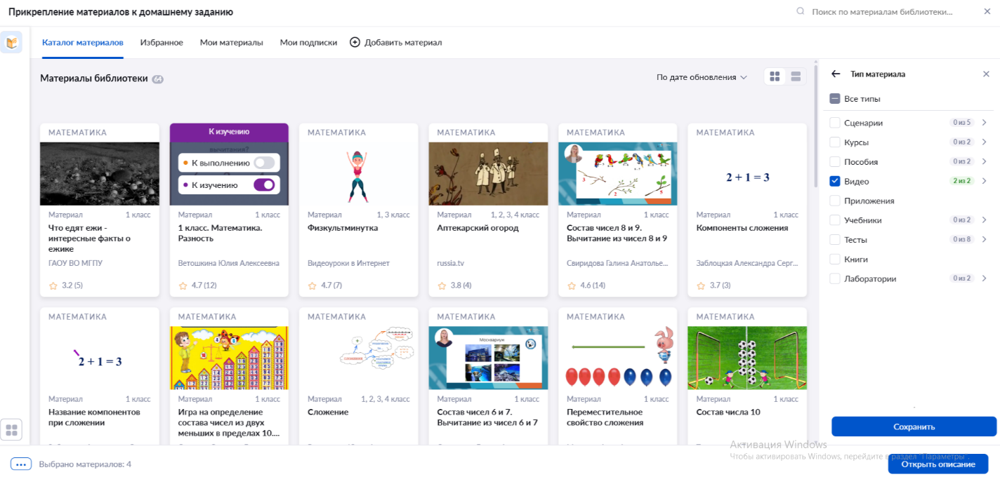 Прикрепление материалов к домашнему заданию
Поиск по материалам библиотеки...
Каталог материалов
Избранное
Мои материалы
Мои подписки
Добавить материал
Материалы библиотеки 64
По дате обновления
МАТЕМАТИКА
Материал 1 класс
Что едят ежи -
интересные факты о
ежике
ГАОУ ВО МГПУ
3.2 (5)
К изучению
вычитания?
К выполнению
К изучению
Материал 1 класс
1 класс. Математика.
Разность
Ветошкина Юлия Алексеевна
4.7 (12)
МАТЕМАТИКА
Материал 1, 3 класс
Физкультминутка
Видеоуроки в Интернет
4.7 (7)
МАТЕМАТИКА
Материал 1, 2, 3, 4 класс
Аптекарский огород
russia.tv
3.8 (4)
МАТЕМАТИКА
3 2 5
Материал 1 класс
Состав чисел 8 и 9.
Вычитание из чисел 8 и 9
Свиридова Галина Анатолье...
4.6 (14)
МАТЕМАТИКА
2 + 1 = 3
Материал 1 класс
Компоненты сложения
Заблоцкая Александра Серг...
3.7 (3)
МАТЕМАТИКА
2 + 1 = 3
Материал 1 класс
Название компонентов
при сложении
МАТЕМАТИКА
Материал 1 класс
Игра на определение
состава чисел из двух
меньших в пределах 10....
МАТЕМАТИКА
Материал 1, 2, 3, 4 класс
Сложение
МАТЕМАТИКА
Москвариум
Материал 1 класс
Состав чисел 6 и 7.
Вычитание из чисел 6 и 7
МАТЕМАТИКА
Материал 1 класс
Переместительное
свойство сложения
МАТЕМАТИКА
Материал 1 класс
Состав числа 10
Тип материала
Все типы
Сценарии 0 из 5
Курсы 0 из 2
Пособия 0 из 2
Видео 2 из 2
Приложения
Учебники 0 из 2
Тесты 0 из 8
Книги
Лаборатории 0 из 2
Сохранить
Активация Windows
Чтобы активировать Windows, перейдите в раздел "Параметры".
Выбрано материалов: 4
Открыть описание